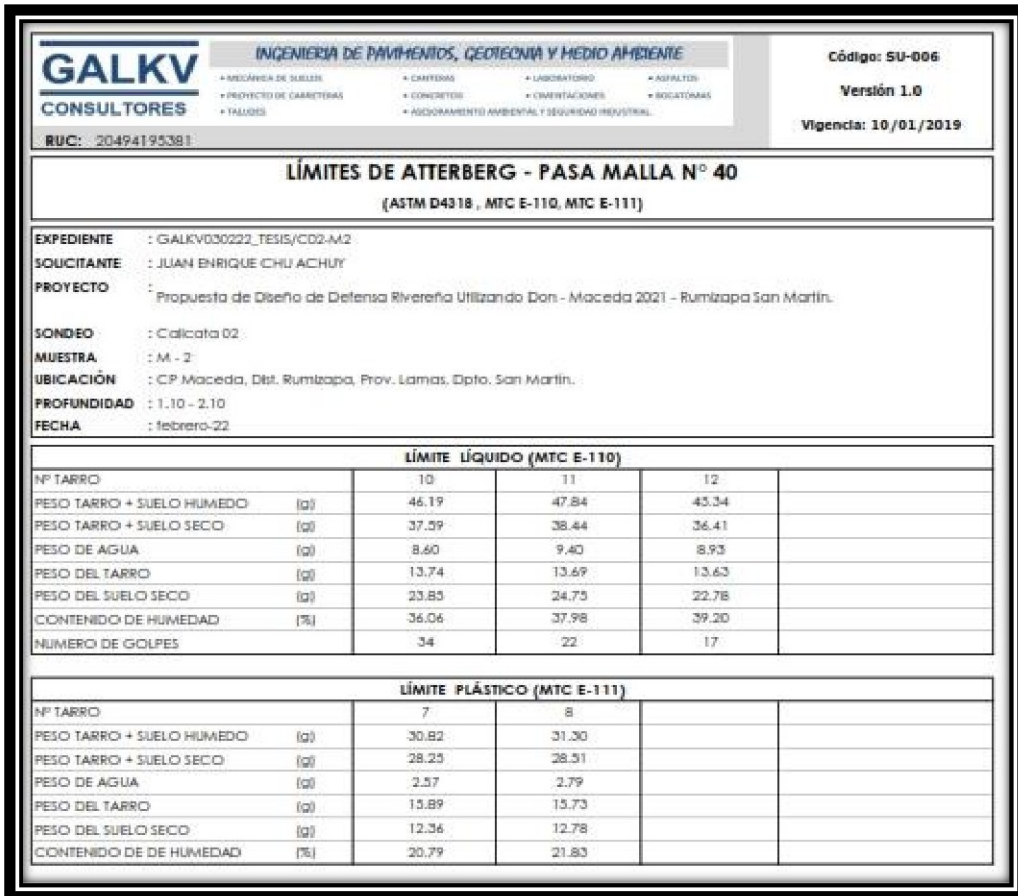 GALKV
CONSULTORES
RUC: 20494195381
INGENIERIA DE PAVIMENTOS, GEOTECNIA Y MEDIO AMBIENTE
• MECÁNICA DE SUELOS • CANTERAS • LABORATORIO • ASFALTOS
• PROYECTO DE CARRETERAS • CONCRETOS • CIMENTACIONES • BOCATOMAS
• TALUDES • ASESORAMIENTO AMBIENTAL Y SEGURIDAD INDUSTRIAL
Código: SU-006
Versión 1.0
Vigencia: 10/01/2019
LÍMITES DE ATTERBERG - PASA MALLA N° 40
(ASTM D4318 , MTC E-110, MTC E-111)
EXPEDIENTE : GALKV030222_TESIS/C02-M2
SOLICITANTE : JUAN ENRIQUE CHU ACHUY
PROYECTO : Propuesta de Diseño de Defensa Rivereña Utilizando Don - Maceda 2021 - Rumizapa San Martín.
SONDEO : Calicata 02
MUESTRA : M - 2
UBICACIÓN : CP Maceda, Dist. Rumizapa, Prov. Lamas, Dpto. San Martín.
PROFUNDIDAD : 1.10 - 2.10
FECHA : febrero-22
LÍMITE LÍQUIDO (MTC E-110)
N° TARRO 10 11 12
PESO TARRO + SUELO HUMEDO (g) 46.19 47.84 45.34
PESO TARRO + SUELO SECO (g) 37.59 38.44 36.41
PESO DE AGUA (g) 8.60 9.40 8.93
PESO DEL TARRO (g) 13.74 13.69 13.63
PESO DEL SUELO SECO (g) 23.85 24.75 22.78
CONTENIDO DE HUMEDAD (%) 36.06 37.98 39.20
NUMERO DE GOLPES 34 22 17
LÍMITE PLÁSTICO (MTC E-111)
N° TARRO 7 8
PESO TARRO + SUELO HUMEDO (g) 30.82 31.30
PESO TARRO + SUELO SECO (g) 28.25 28.51
PESO DE AGUA (g) 2.57 2.79
PESO DEL TARRO (g) 15.89 15.73
PESO DEL SUELO SECO (g) 12.36 12.78
CONTENIDO DE DE HUMEDAD (%) 20.79 21.83